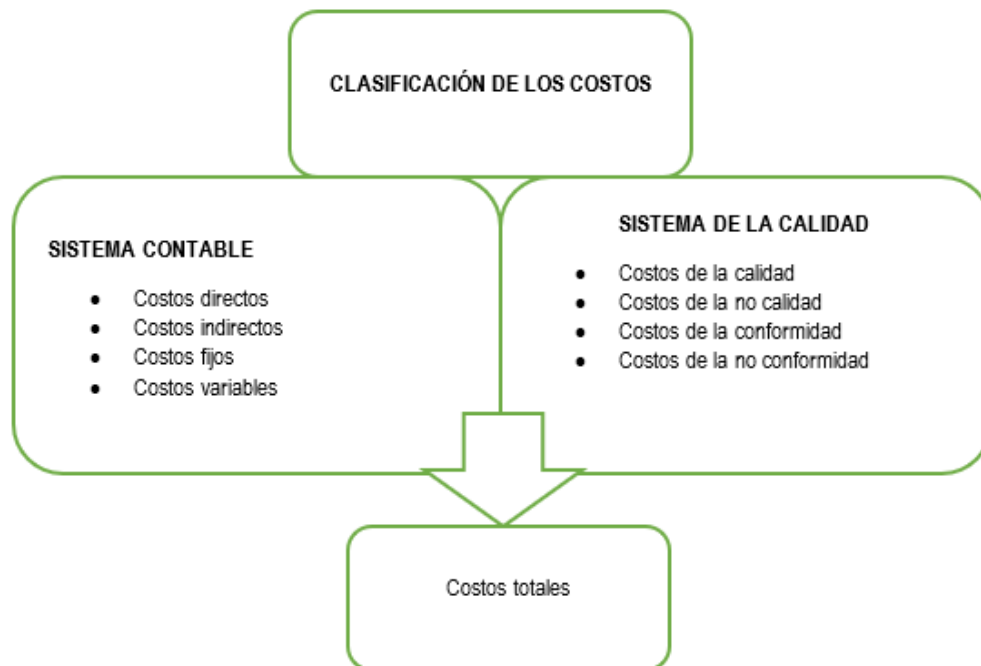 CLASIFICACIÓN DE LOS COSTOS
SISTEMA CONTABLE
• Costos directos
• Costos indirectos
• Costos fijos
• Costos variables
SISTEMA DE LA CALIDAD
• Costos de la calidad
• Costos de la no calidad
• Costos de la conformidad
• Costos de la no conformidad
Costos totales